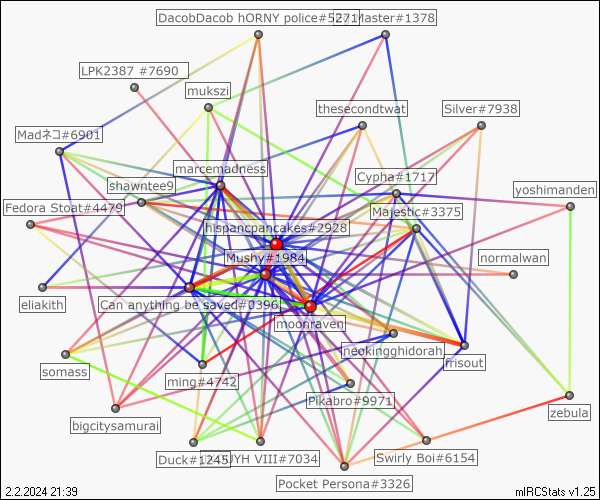 DacobDacob hORNY police#5271
Master#1378
LPK2387 #7690
mukszi
thesecondtwat
Silver#7938
Madネコ#6901
marcemadness
Cypha#1717
shawntee9
yoshimanden
Fedora Stoat#4479
Majestic#3375
hispancpancakes#2928
Mushy#1984
normalwan
eliakith
Can anything be saved#0396
moonraven
neokingghidorah
frisout
somass
ming#4742
Pikabro#9971
zebula
bigcitysamurai
Duck#1245
VIII#7034
Swirly Boi#6154
Pocket Persona#3326
2.2.2024 21:39
mIRCStats v1.25